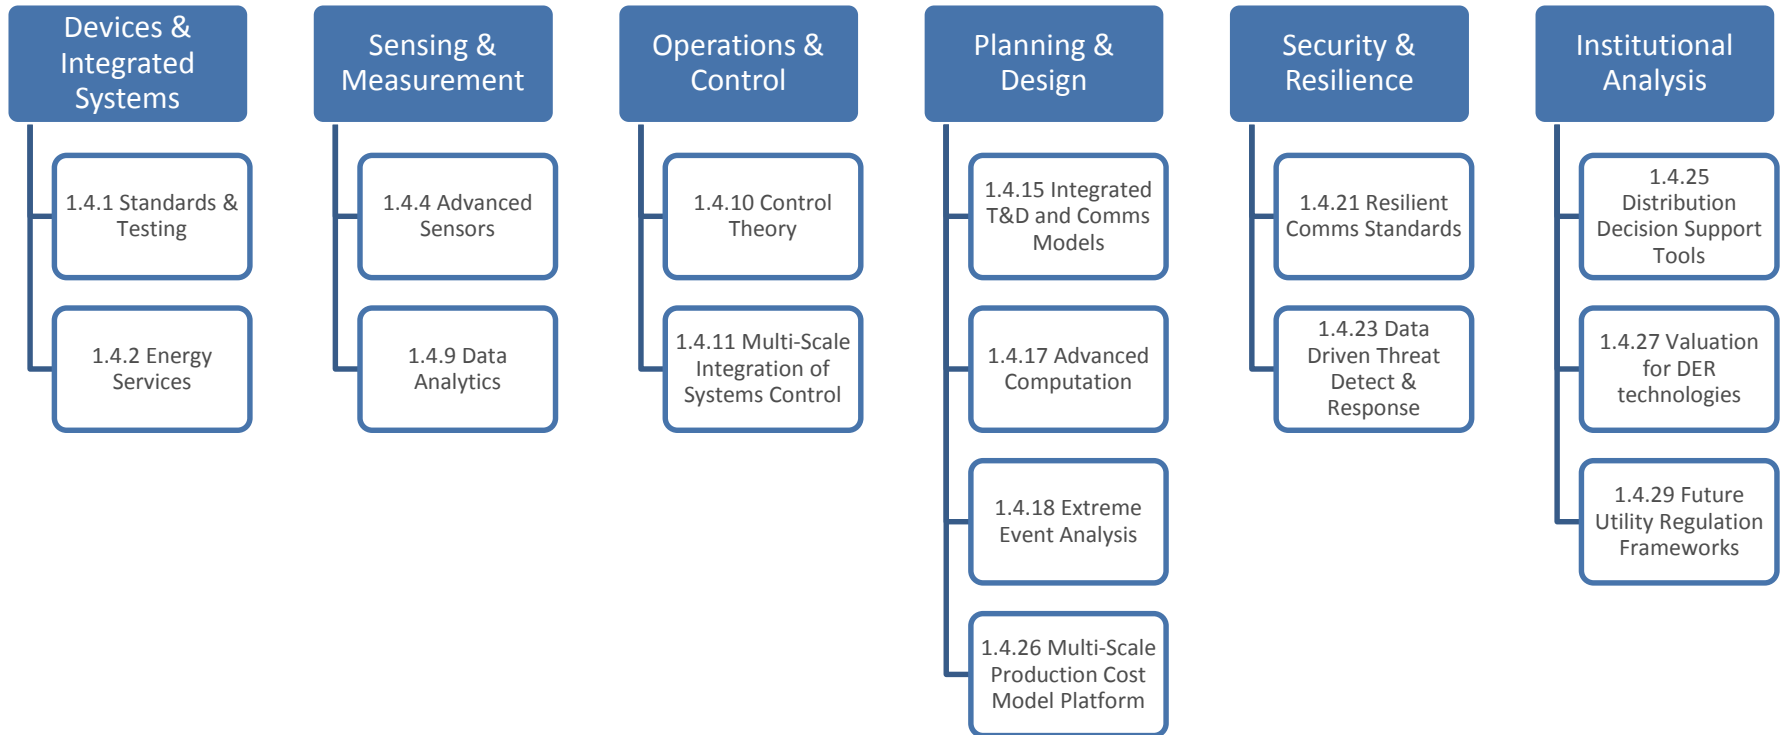 Devices &
Integrated
Systems
1.4.1 Standards &
Testing
1.4.2 Energy
Services
Sensing &
Measurement
1.4.4 Advanced
Sensors
1.4.9 Data
Analytics
Operations &
Control
1.4.10 Control
Theory
1.4.11 Multi-Scale
Integration of
Systems Control
Planning &
Design
1.4.15 Integrated
T&D and Comms
Models
1.4.17 Advanced
Computation
1.4.18 Extreme
Event Analysis
1.4.26 Multi-Scale
Production Cost
Model Platform
Security &
Resilience
1.4.21 Resilient
Comms Standards
1.4.23 Data
Driven Threat
Detect &
Response
Institutional
Analysis
1.4.25
Distribution
Decision Support
Tools
1.4.27 Valuation
for DER
technologies
1.4.29 Future
Utility Regulation
Frameworks